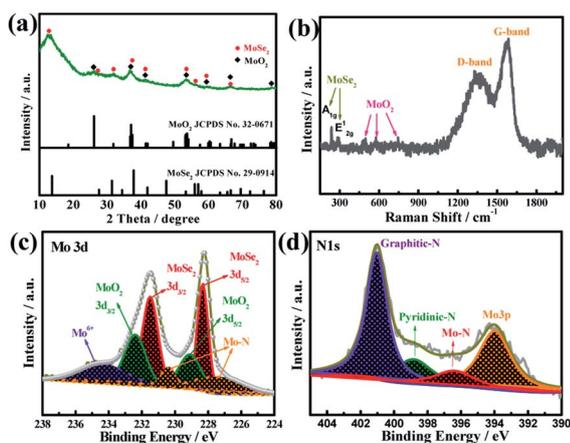 (a)
MoSe2
MoO2
Intensity / a.u.
MoO2 JCPDS No. 32-0671
MoSe2 JCPDS No. 29-0914
10 20 30 40 50 60 70 80
2 Theta / degree
(b)
G-band
D-band
MoSe2
A1g
E12g
MoO2
Intensity / a.u.
300 600 900 1200 1500 1800
Raman Shift / cm-1
(c) Mo 3d
MoSe2
3d5/2
MoSe2
3d3/2
MoO2
3d3/2
MoO2
3d5/2
Mo6+
Mo-N
Intensity / a.u.
238 236 234 232 230 228 226 224
Binding Energy / eV
(d) N1s
Graphitic-N
Pyridinic-N
Mo-N
Mo3p
Intensity / a.u.
404 402 400 398 396 394 392 390
Binding Energy / eV